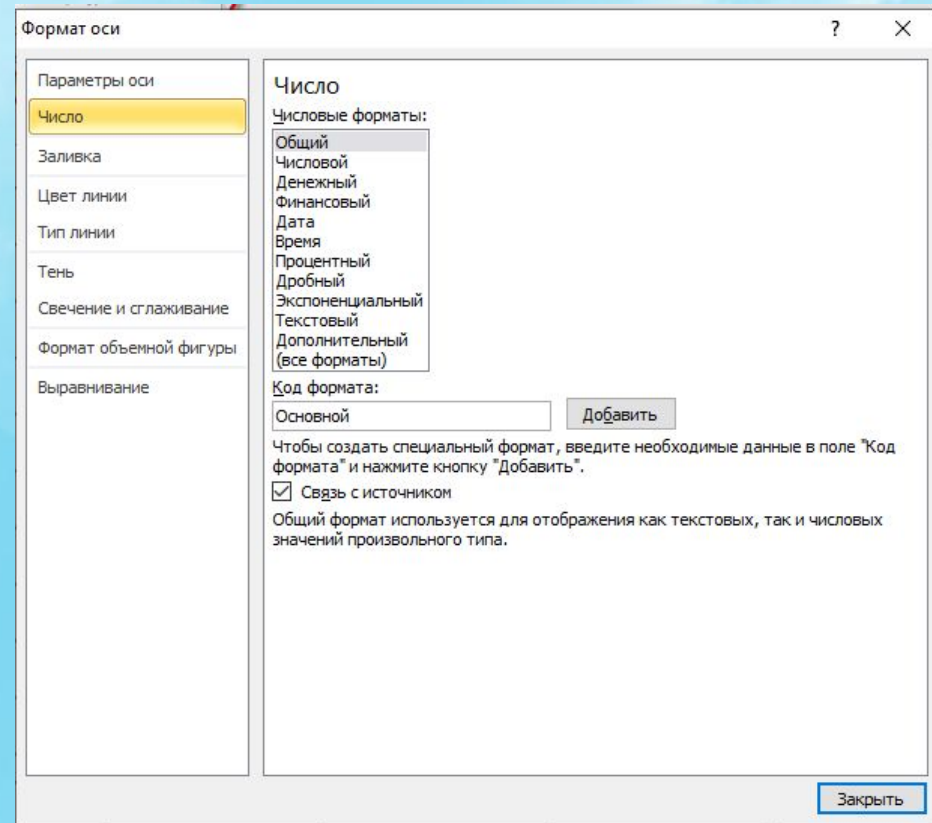 Формат оси
?
Параметры оси
Число
Заливка
Цвет линии
Тип линии
Тень
Свечение и сглаживание
Формат объемной фигуры
Выравнивание
Число
Числовые форматы:
Общий
Числовой
Денежный
Финансовый
Дата
Время
Процентный
Дробный
Экспоненциальный
Текстовый
Дополнительный
(все форматы)
Код формата:
Основной
Добавить
Чтобы создать специальный формат, введите необходимые данные в поле "Код
формата" и нажмите кнопку "Добавить".
Связь с источником
Общий формат используется для отображения как текстовых, так и числовых
значений произвольного типа.
Закрыть